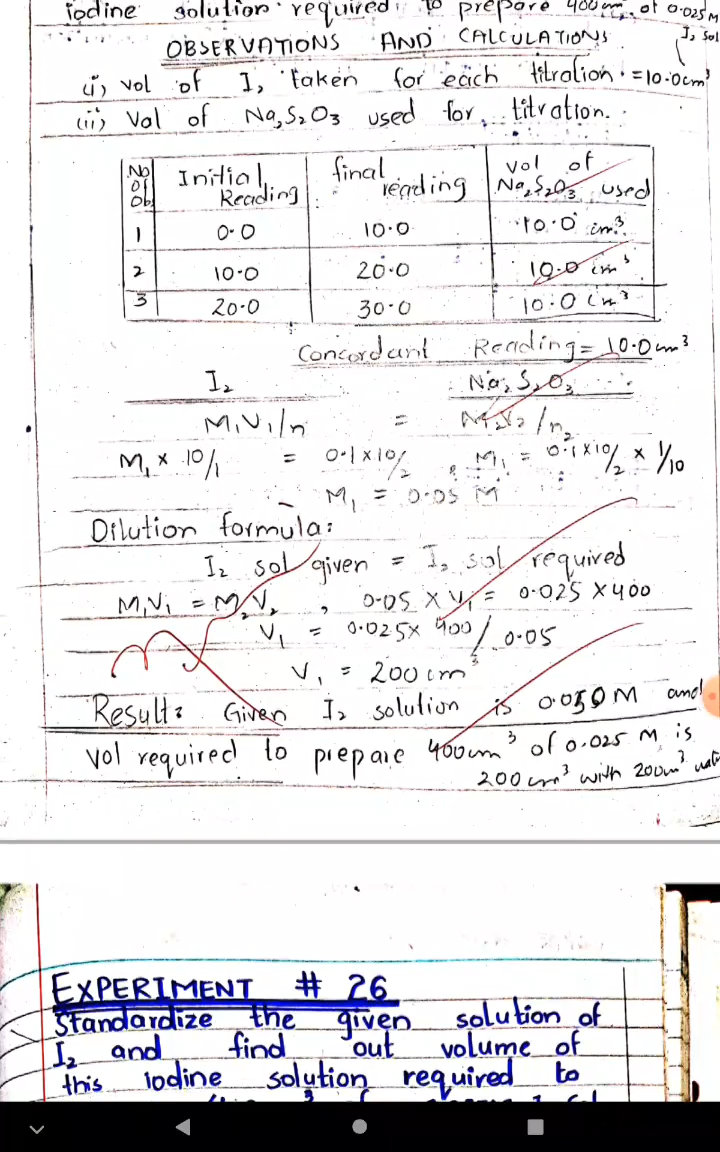 iodine solution required to prepare 400cm³ of 0.025M
I₂ sol
OBSERVATIONS AND CALCULATIONS
(i) vol of I₂ taken for each titration = 10.0cm³
(ii) Vol of Na₂S₂O₃ used for titration.
No Of Ob. | Initial Reading | final reading | vol of Na₂S₂O₃ used
1 | 0.0 | 10.0 | 10.0 cm³
2 | 10.0 | 20.0 | 10.0 cm³
3 | 20.0 | 30.0 | 10.0 cm³
Concordant Reading = 10.0cm³
I₂ Na₂S₂O₃
M₁V₁/n = M₂V₂/n₂
M₁ × 10/1 = 0.1×10/2 , M₁ = 0.1×10/2 × 1/10
M₁ = 0.05 M
Dilution formula:
I₂ sol given = I₂ sol required
M₁V₁ = M₂V₂ , 0.05 × V₁ = 0.025 × 400
V₁ = 0.025× 400 / 0.05
V₁ = 200 cm³
Result: Given I₂ solution is 0.050M and
vol required to prepare 400cm³ of 0.025 M is
200 cm³ with 200cm³
EXPERIMENT # 26
Standardize the given solution of
I₂ and find out volume of
this iodine solution required to